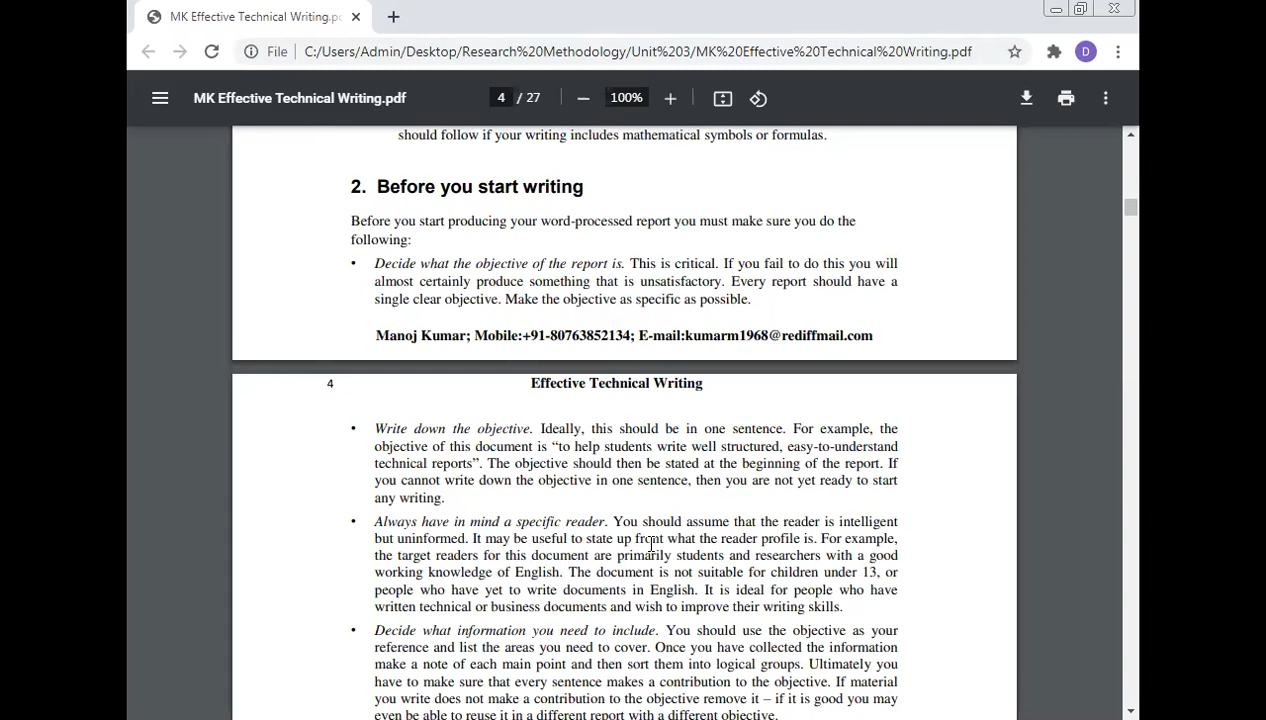 MK Effective Technical Writing.pd
File
C:/Users/Admin/Desktop/Research%20Methodology/Unit%203/MK%20Effective%20Technical%20Writing.pdf
D
MK Effective Technical Writing.pdf
4 / 27
100%
should follow if your writing includes mathematical symbols or formulas.
2. Before you start writing
Before you start producing your word-processed report you must make sure you do the
following:
• Decide what the objective of the report is. This is critical. If you fail to do this you will
almost certainly produce something that is unsatisfactory. Every report should have a
single clear objective. Make the objective as specific as possible.
Manoj Kumar; Mobile:+91-80763852134; E-mail:kumarm1968@rediffmail.com
4 Effective Technical Writing
• Write down the objective. Ideally, this should be in one sentence. For example, the
objective of this document is “to help students write well structured, easy-to-understand
technical reports”. The objective should then be stated at the beginning of the report. If
you cannot write down the objective in one sentence, then you are not yet ready to start
any writing.
• Always have in mind a specific reader. You should assume that the reader is intelligent
but uninformed. It may be useful to state up front what the reader profile is. For example,
the target readers for this document are primarily students and researchers with a good
working knowledge of English. The document is not suitable for children under 13, or
people who have yet to write documents in English. It is ideal for people who have
written technical or business documents and wish to improve their writing skills.
• Decide what information you need to include. You should use the objective as your
reference and list the areas you need to cover. Once you have collected the information
make a note of each main point and then sort them into logical groups. Ultimately you
have to make sure that every sentence makes a contribution to the objective. If material
you write does not make a contribution to the objective remove it – if it is good you may
even be able to reuse it in a different report with a different objective.